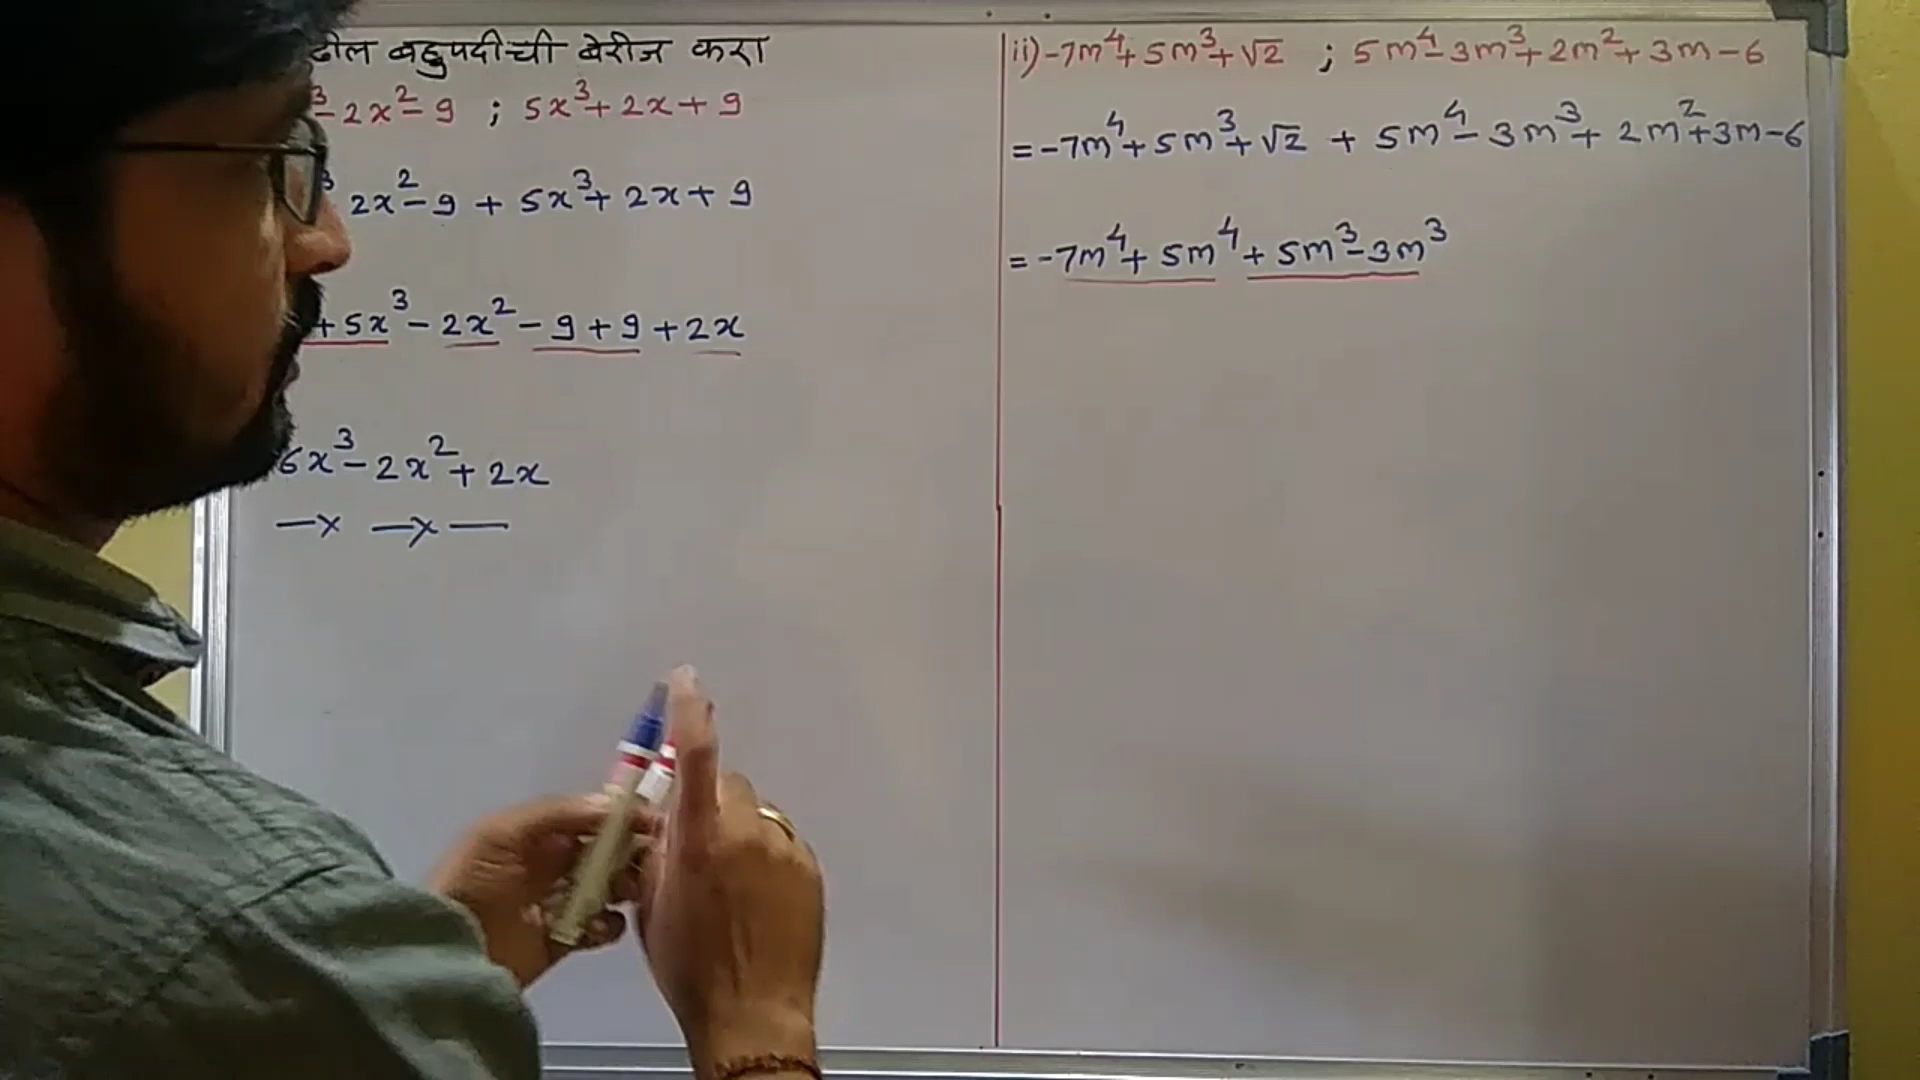 ढील बहुपदीची बेरीज करा
³ - 2x² - 9 ; 5x³ + 2x + 9
³ 2x² - 9 + 5x³ + 2x + 9
+ 5x³ - 2x² - 9 + 9 + 2x
6x³ - 2x² + 2x
—x —x—
ii) -7m⁴ + 5m³ + √2 ; 5m⁴ - 3m³ + 2m² + 3m - 6
= -7m⁴ + 5m³ + √2 + 5m⁴ - 3m³ + 2m² + 3m - 6
= -7m⁴ + 5m⁴ + 5m³ - 3m³